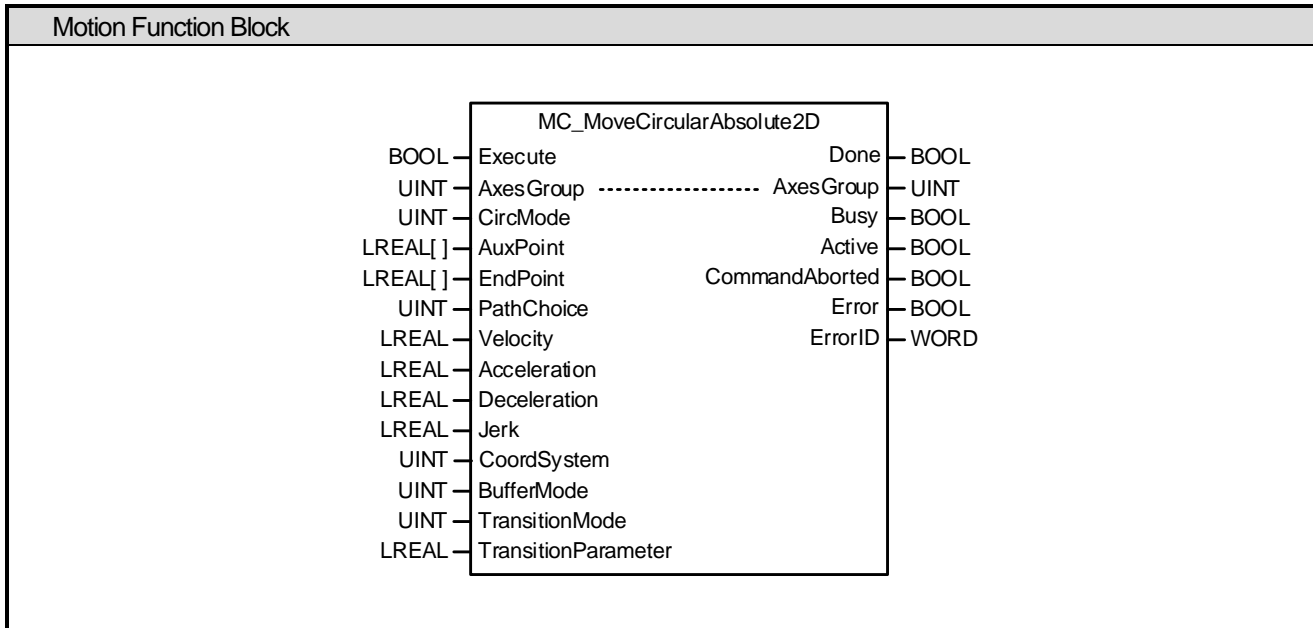 Motion Function Block
MC_MoveCircularAbsolute2D
BOOL Execute Done BOOL
UINT AxesGroup AxesGroup UINT
UINT CircMode Busy BOOL
LREAL[ ] AuxPoint Active BOOL
LREAL[ ] EndPoint CommandAborted BOOL
UINT PathChoice Error BOOL
LREAL Velocity ErrorID WORD
LREAL Acceleration
LREAL Deceleration
LREAL Jerk
UINT CoordSystem
UINT BufferMode
UINT TransitionMode
LREAL TransitionParameter